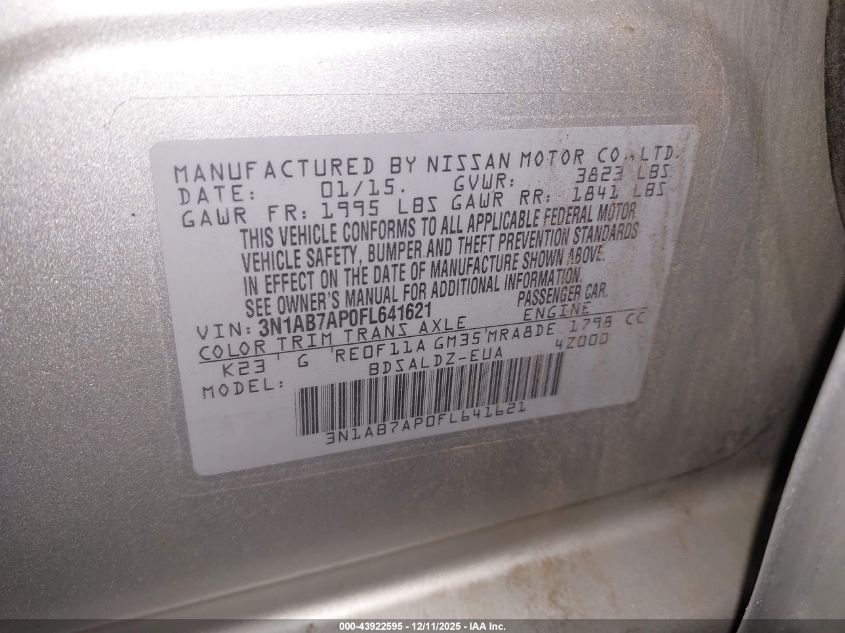 MANUFACTURED BY NISSAN MOTOR CO.,LTD.
DATE: 01/15. GVWR: 3823 LBS
GAWR FR: 1995 LBS GAWR RR: 1841 LBS
THIS VEHICLE CONFORMS TO ALL APPLICABLE FEDERAL MOTOR
VEHICLE SAFETY, BUMPER AND THEFT PREVENTION STANDARDS
IN EFFECT ON THE DATE OF MANUFACTURE SHOWN ABOVE.
SEE OWNER'S MANUAL FOR ADDITIONAL INFORMATION.
VIN: 3N1AB7AP0FL641621 PASSENGER CAR.
COLOR TRIM TRANS AXLE ENGINE
K23 G RE0F11A GM35 MRA8DE 1798 CC
MODEL: BDSALDZ-EUA 42000
3N1AB7AP0FL641621
000-43922595 - 12/11/2025 - IAA Inc.